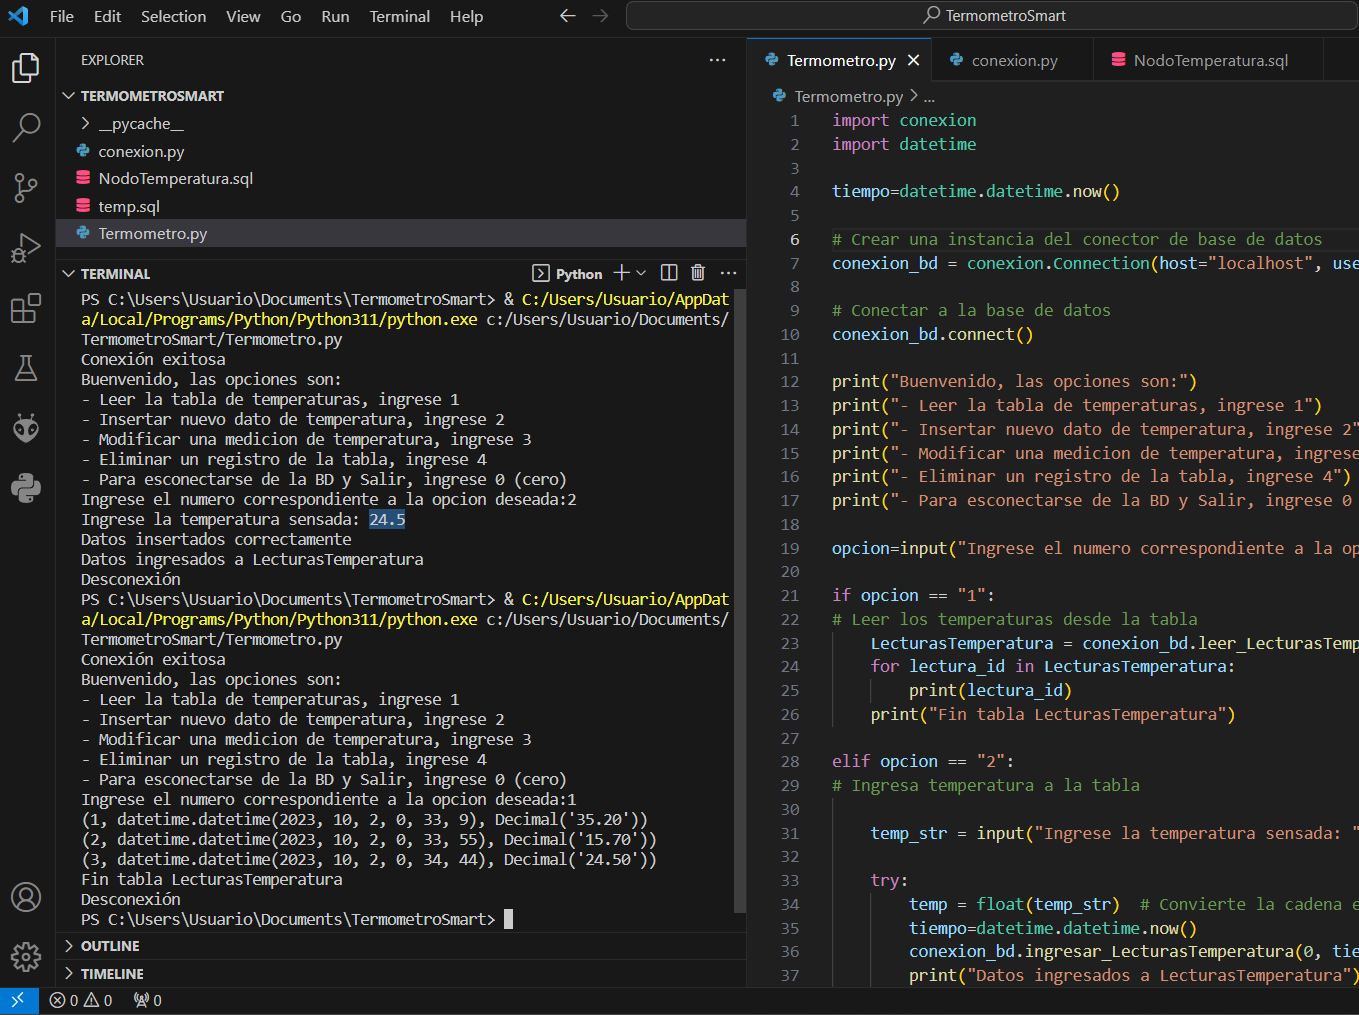 File Edit Selection View Go Run Terminal Help
TermometroSmart
EXPLORER
TERMOMETROSMART
__pycache__
conexion.py
NodoTemperatura.sql
temp.sql
Termometro.py
TERMINAL
Python
PS C:\Users\Usuario\Documents\TermometroSmart> & C:/Users/Usuario/AppDat
a/Local/Programs/Python/Python311/python.exe c:/Users/Usuario/Documents/
TermometroSmart/Termometro.py
Conexión exitosa
Buenvenido, las opciones son:
- Leer la tabla de temperaturas, ingrese 1
- Insertar nuevo dato de temperatura, ingrese 2
- Modificar una medicion de temperatura, ingrese 3
- Eliminar un registro de la tabla, ingrese 4
- Para esconectarse de la BD y Salir, ingrese 0 (cero)
Ingrese el numero correspondiente a la opcion deseada:2
Ingrese la temperatura sensada: 24.5
Datos insertados correctamente
Datos ingresados a LecturasTemperatura
Desconexión
PS C:\Users\Usuario\Documents\TermometroSmart> & C:/Users/Usuario/AppDat
a/Local/Programs/Python/Python311/python.exe c:/Users/Usuario/Documents/
TermometroSmart/Termometro.py
Conexión exitosa
Buenvenido, las opciones son:
- Leer la tabla de temperaturas, ingrese 1
- Insertar nuevo dato de temperatura, ingrese 2
- Modificar una medicion de temperatura, ingrese 3
- Eliminar un registro de la tabla, ingrese 4
- Para esconectarse de la BD y Salir, ingrese 0 (cero)
Ingrese el numero correspondiente a la opcion deseada:1
(1, datetime.datetime(2023, 10, 2, 0, 33, 9), Decimal('35.20'))
(2, datetime.datetime(2023, 10, 2, 0, 33, 55), Decimal('15.70'))
(3, datetime.datetime(2023, 10, 2, 0, 34, 44), Decimal('24.50'))
Fin tabla LecturasTemperatura
Desconexión
PS C:\Users\Usuario\Documents\TermometroSmart>
OUTLINE
TIMELINE
0 0 0
Termometro.py conexion.py NodoTemperatura.sql
Termometro.py > ...
1 import conexion
2 import datetime
3
4 tiempo=datetime.datetime.now()
5
6 # Crear una instancia del conector de base de datos
7 conexion_bd = conexion.Connection(host="localhost", use
8
9 # Conectar a la base de datos
10 conexion_bd.connect()
11
12 print("Buenvenido, las opciones son:")
13 print("- Leer la tabla de temperaturas, ingrese 1")
14 print("- Insertar nuevo dato de temperatura, ingrese 2"
15 print("- Modificar una medicion de temperatura, ingrese
16 print("- Eliminar un registro de la tabla, ingrese 4")
17 print("- Para esconectarse de la BD y Salir, ingrese 0
18
19 opcion=input("Ingrese el numero correspondiente a la op
20
21 if opcion == "1":
22 # Leer los temperaturas desde la tabla
23 LecturasTemperatura = conexion_bd.leer_LecturasTemp
24 for lectura_id in LecturasTemperatura:
25 print(lectura_id)
26 print("Fin tabla LecturasTemperatura")
27
28 elif opcion == "2":
29 # Ingresa temperatura a la tabla
30
31 temp_str = input("Ingrese la temperatura sensada: "
32
33 try:
34 temp = float(temp_str) # Convierte la cadena e
35 tiempo=datetime.datetime.now()
36 conexion_bd.ingresar_LecturasTemperatura(0, tie
37 print("Datos ingresados a LecturasTemperatura")